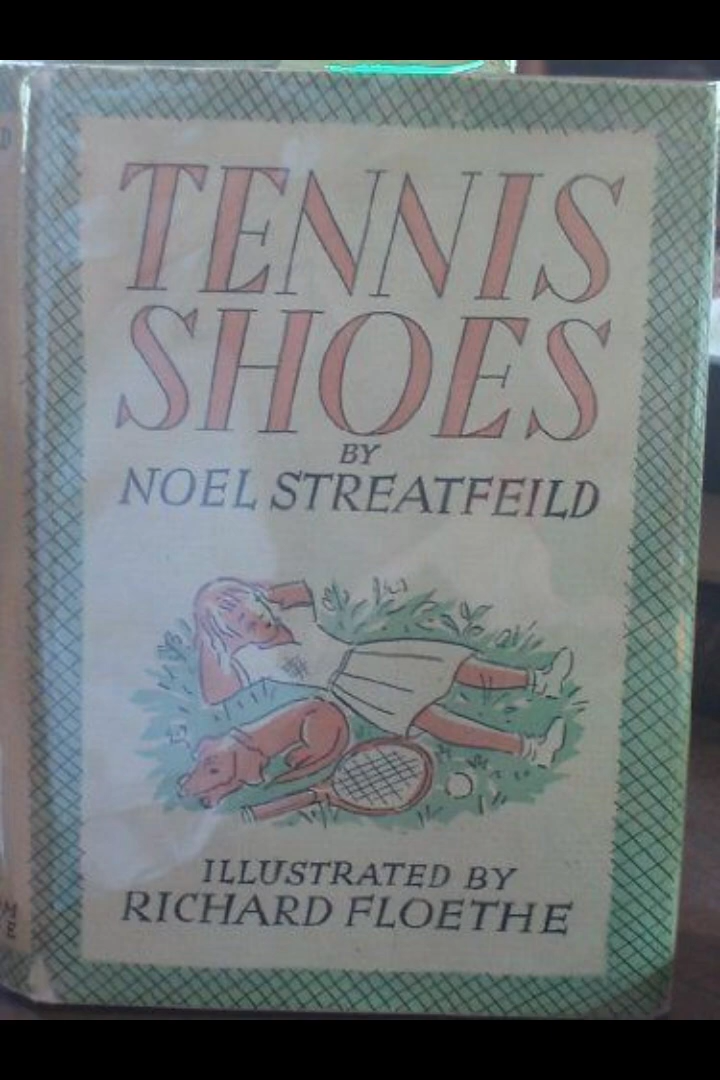 TENNIS
SHOES
BY
NOEL STREATFEILD
ILLUSTRATED BY
RICHARD FLOETHE